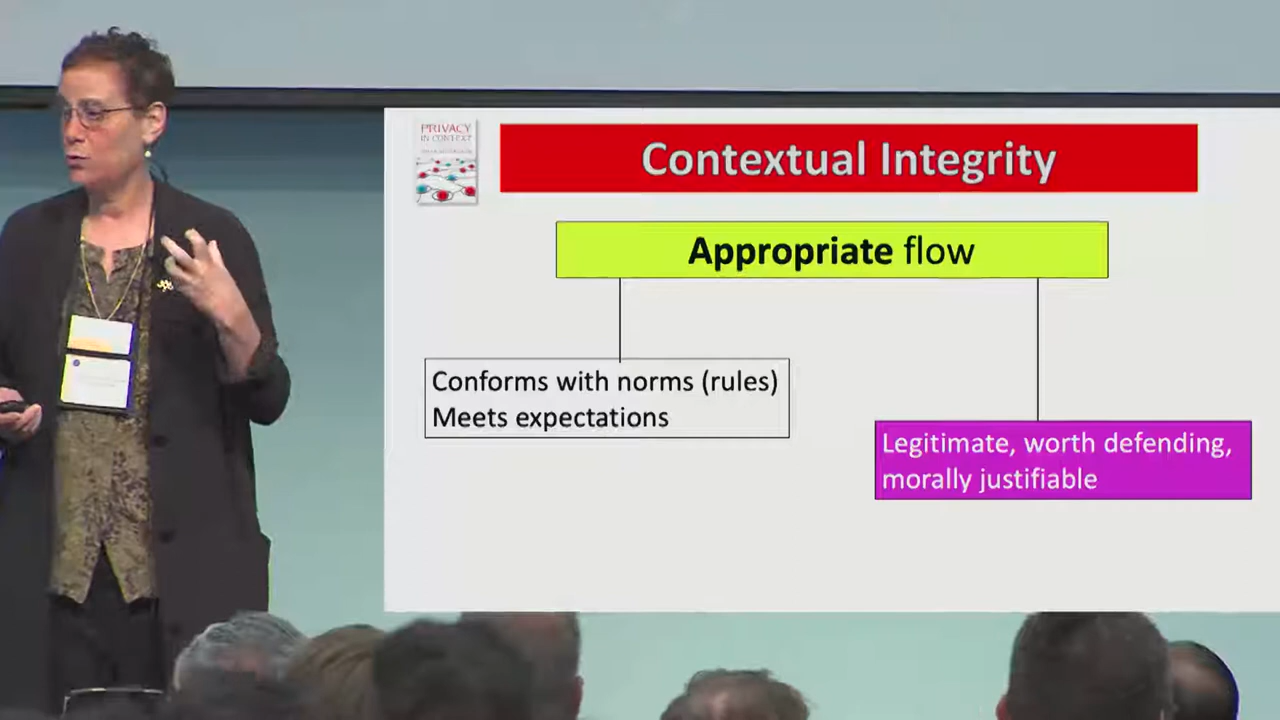 PRIVACY
IN CONTEXT
Contextual Integrity
Appropriate flow
Conforms with norms (rules)
Meets expectations
Legitimate, worth defending,
morally justifiable